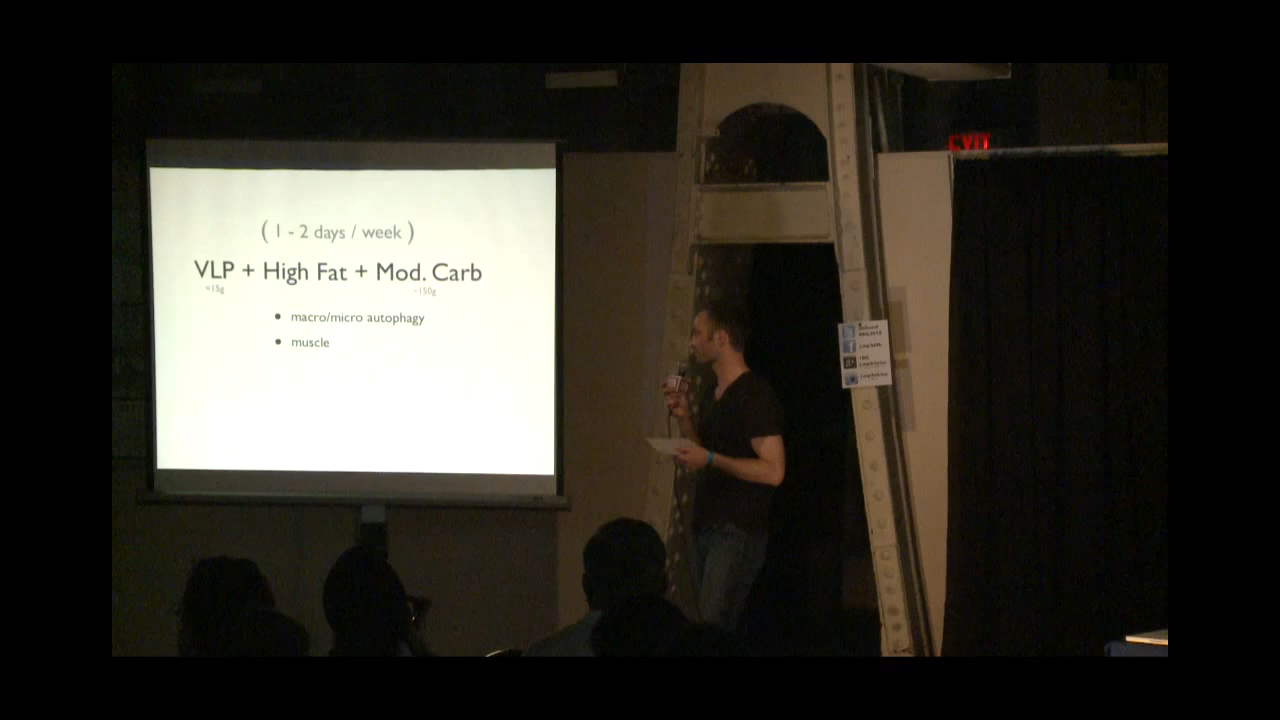 ( 1 - 2 days / week )
VLP + High Fat + Mod. Carb
<15g ~150g
• macro/micro autophagy
• muscle
EXIT